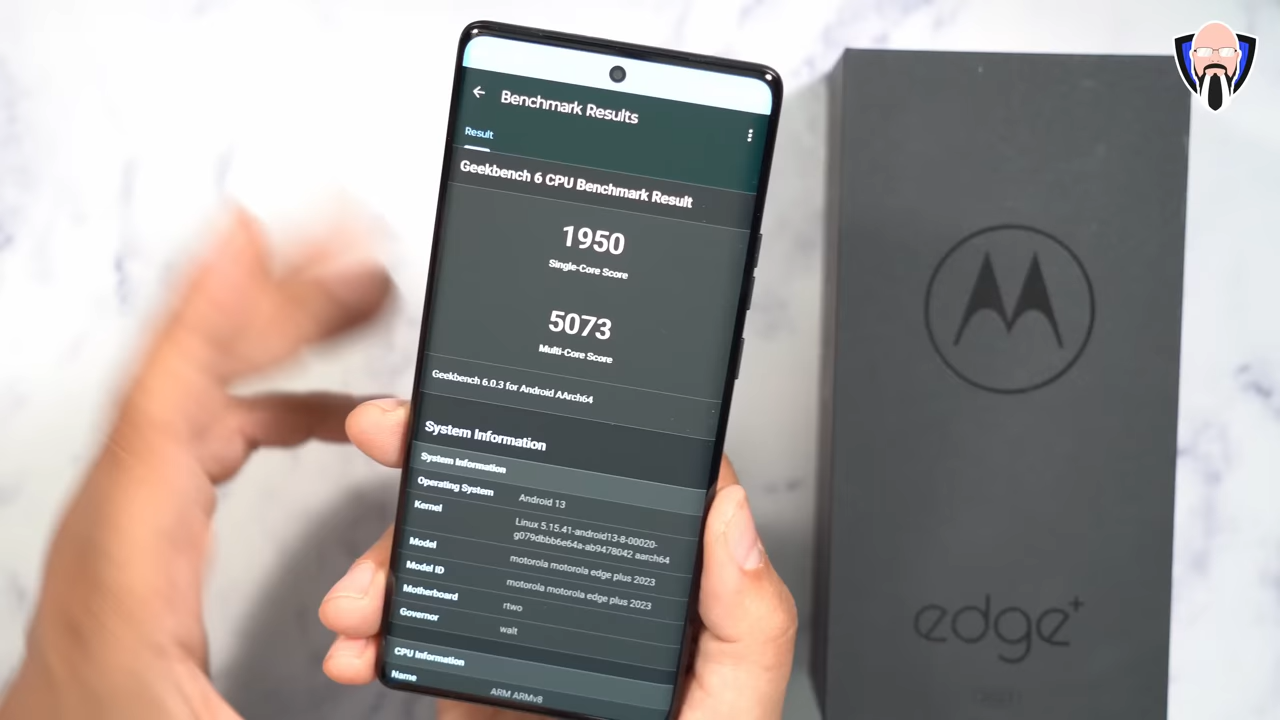 Benchmark Results
Result
Geekbench 6 CPU Benchmark Result
1950
Single-Core Score
5073
Multi-Core Score
Geekbench 6.0.3 for Android AArch64
System Information
System Information
Operating System Android 13
Kernel Linux 5.15.41-android13-8-00020-
g079dbbb6e64a-ab9478042 aarch64
Model motorola motorola edge plus 2023
Model ID motorola motorola edge plus 2023
Motherboard rtwo
Governor walt
CPU Information
Name ARM ARMv8
edge+